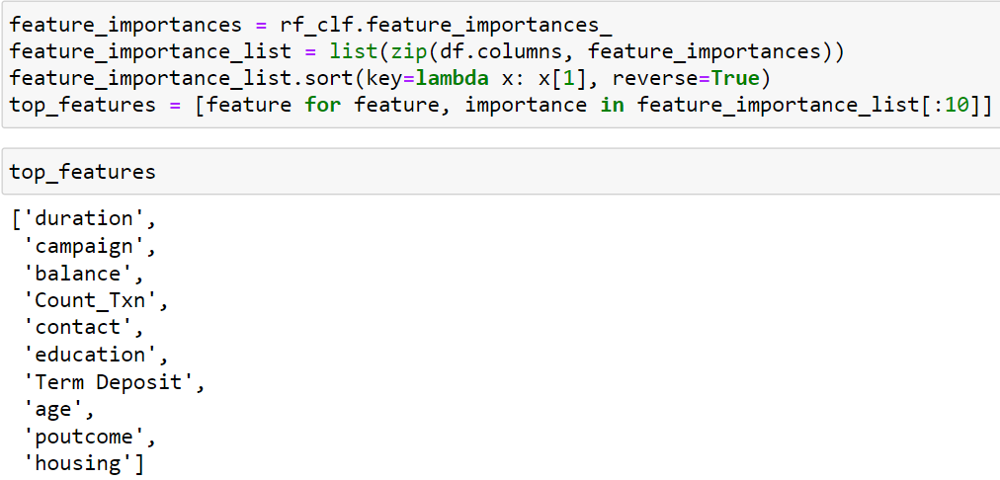 feature_importances = rf_clf.feature_importances_
feature_importance_list = list(zip(df.columns, feature_importances))
feature_importance_list.sort(key=lambda x: x[1], reverse=True)
top_features = [feature for feature, importance in feature_importance_list[:10]]
top_features
['duration',
 'campaign',
 'balance',
 'Count_Txn',
 'contact',
 'education',
 'Term Deposit',
 'age',
 'poutcome',
 'housing']